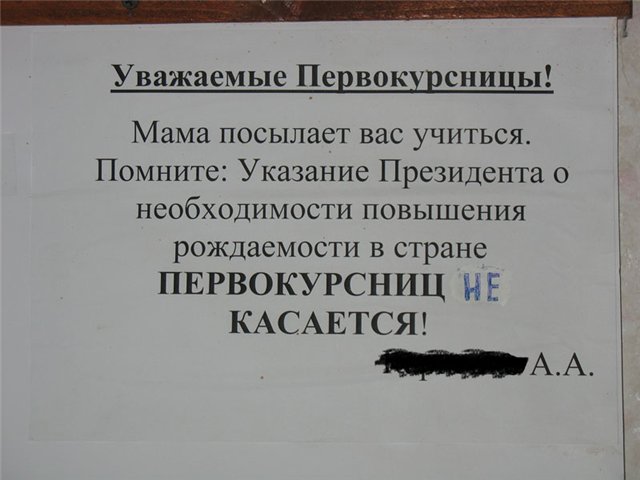 Уважаемые Первокурсницы!
Мама посылает вас учиться.
Помните: Указание Президента о
необходимости повышения
рождаемости в стране
ПЕРВОКУРСНИЦ НЕ
КАСАЕТСЯ!
А.А.